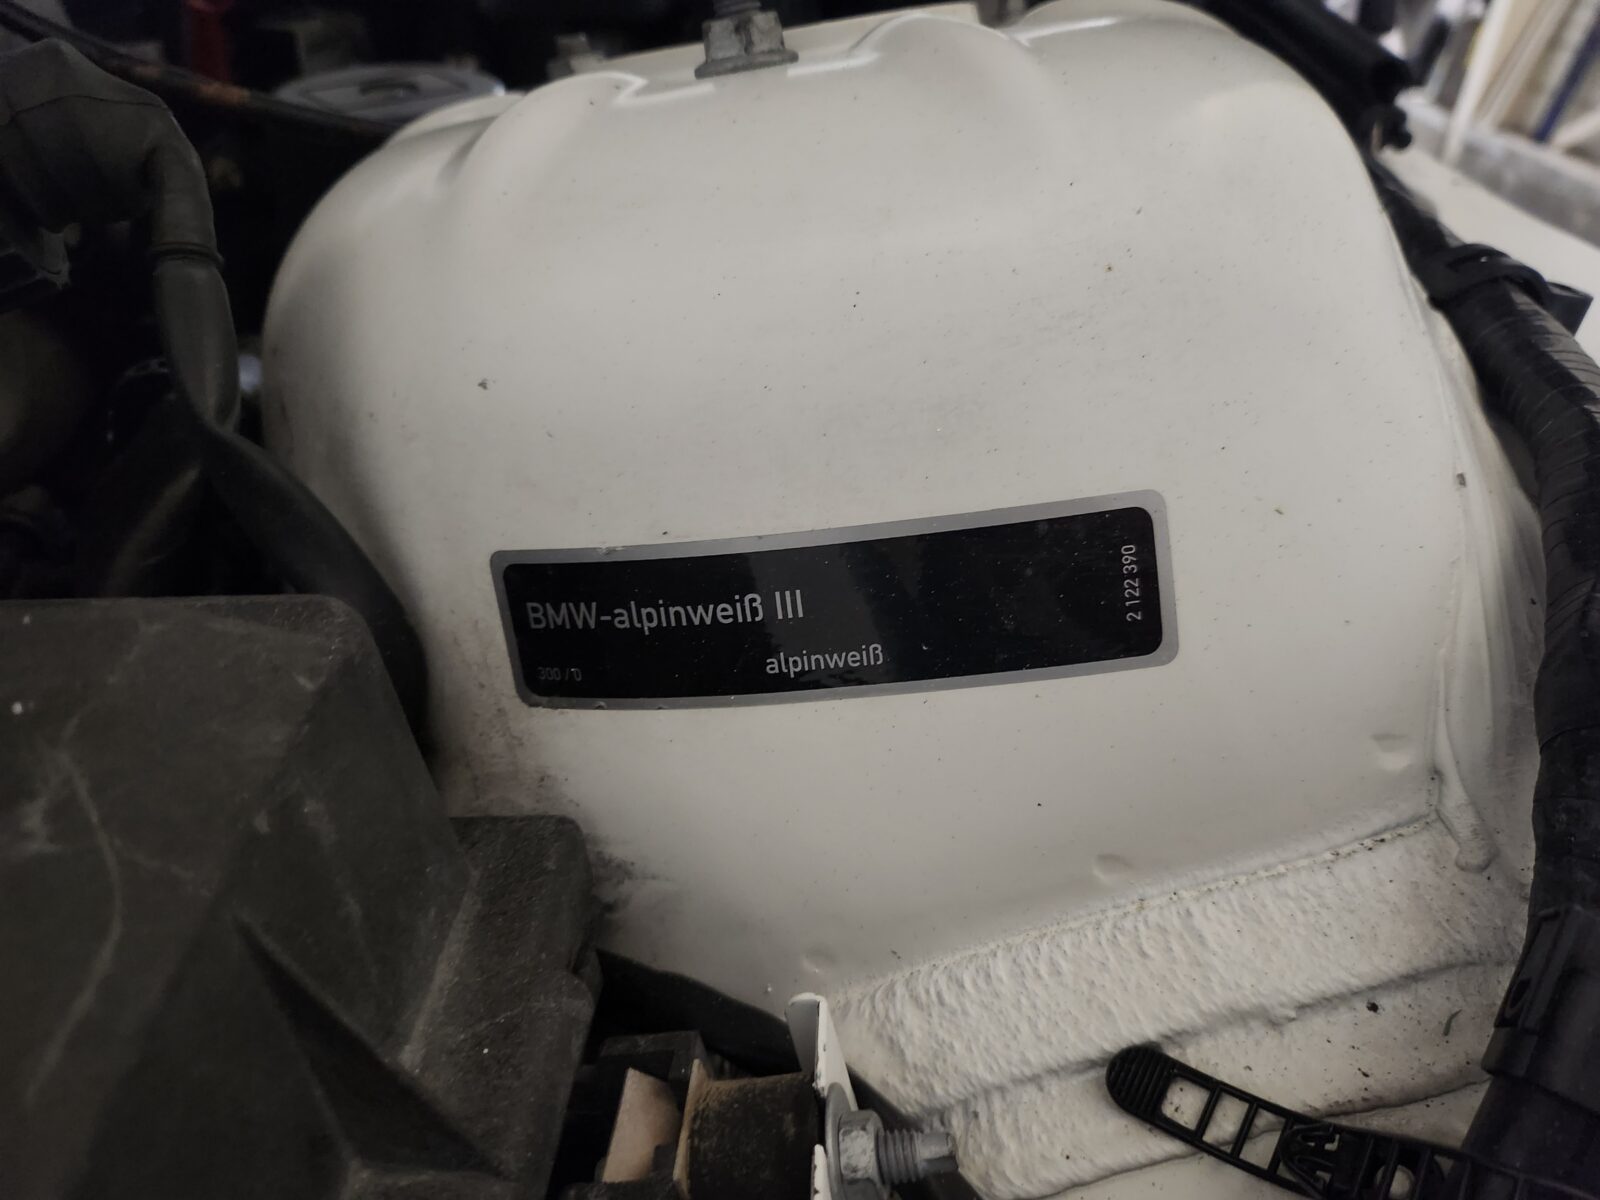 BMW-alpinweiß III
alpinweiß
300 / 0
2 122 390